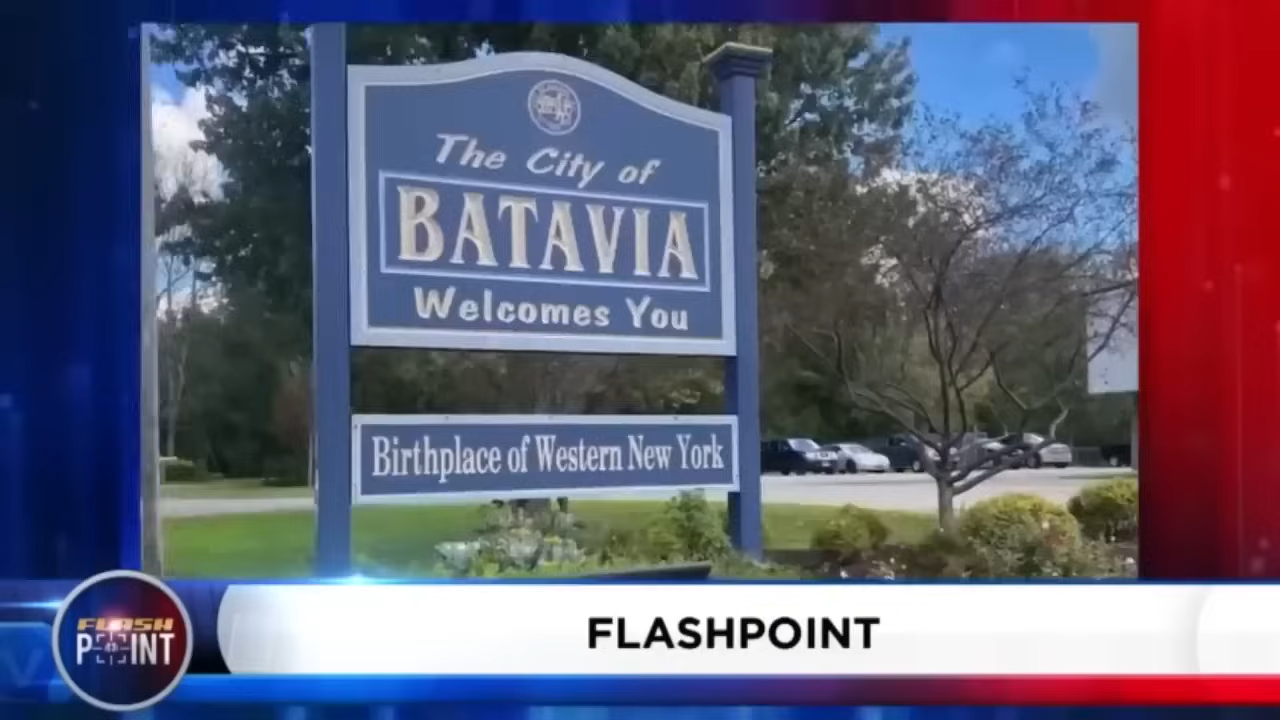 The City of
BATAVIA
Welcomes You
Birthplace of Western New York
FLASH
POINT
FLASHPOINT